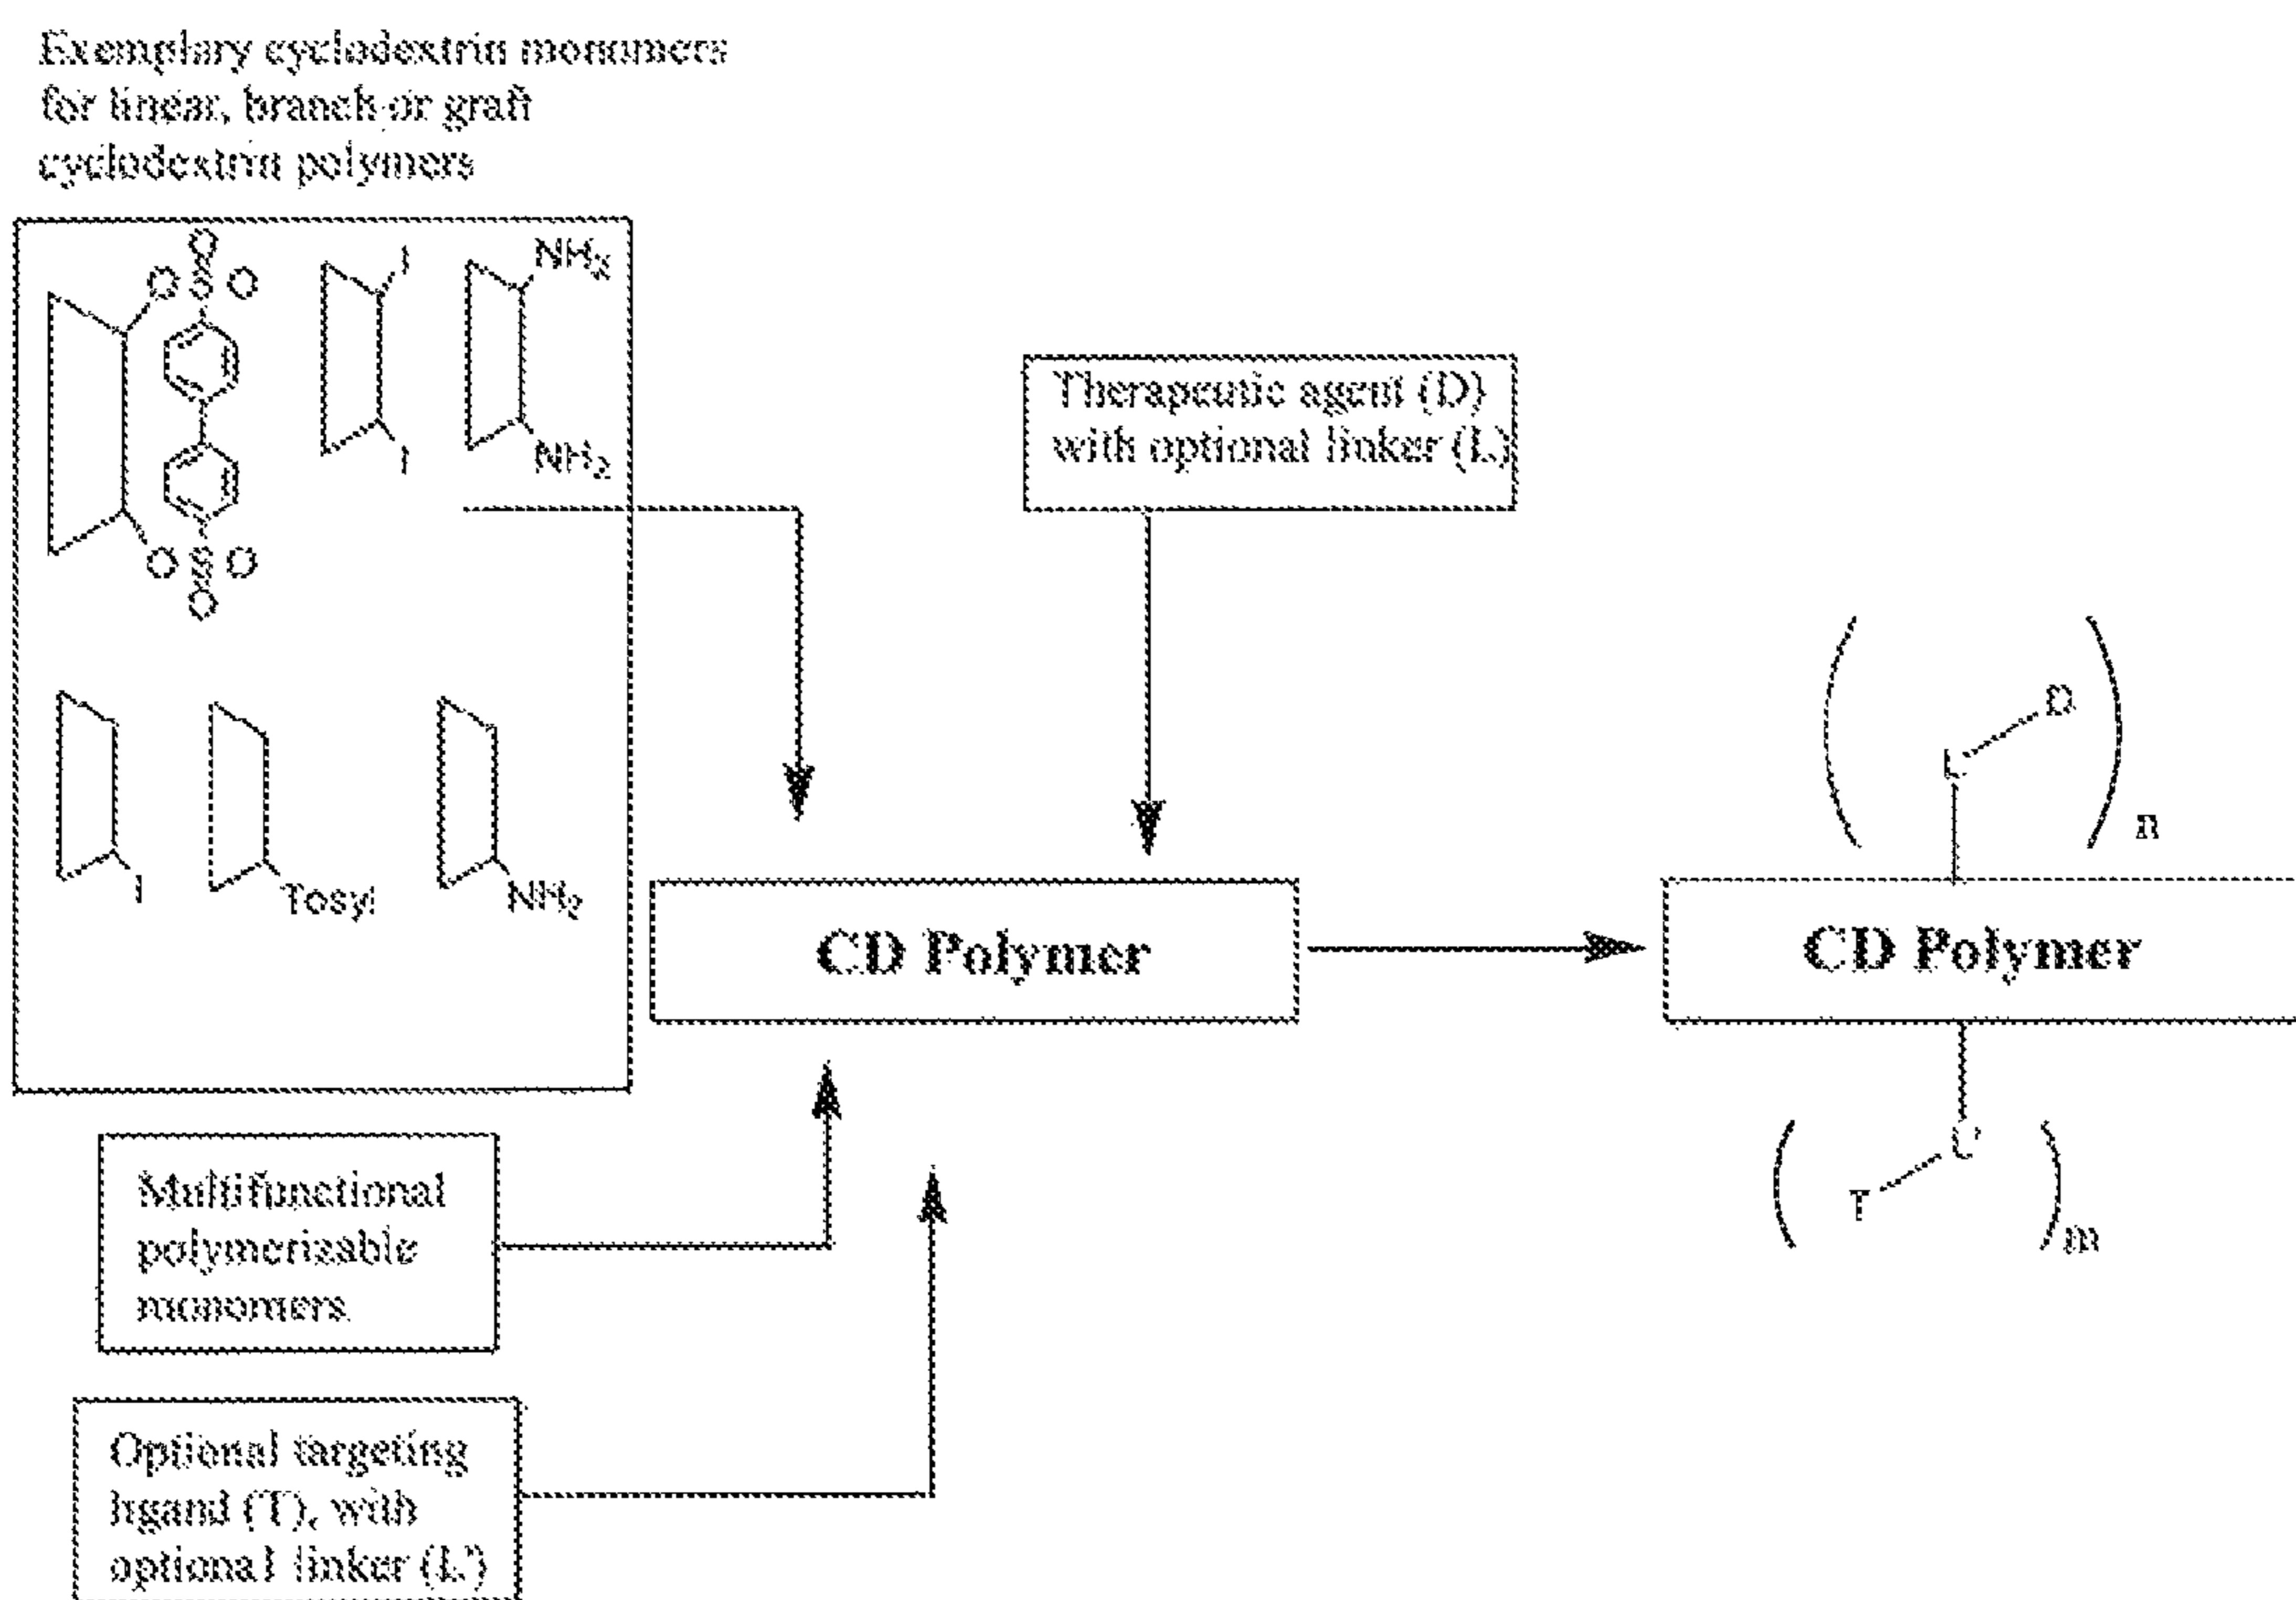 Exemplary cyclodextrin monomers
for linear, branch or graft
cyclodextrin polymers
O
O S O
I
NH2
I
NH2
O S O
O
I
Tosyl
NH2
Therapeutic agent (D)
with optional linker (L)
CD Polymer
Multifunctional
polymerizable
monomers
Optional targeting
ligand (T), with
optional linker (L')
D
L
n
CD Polymer
L'
T
m